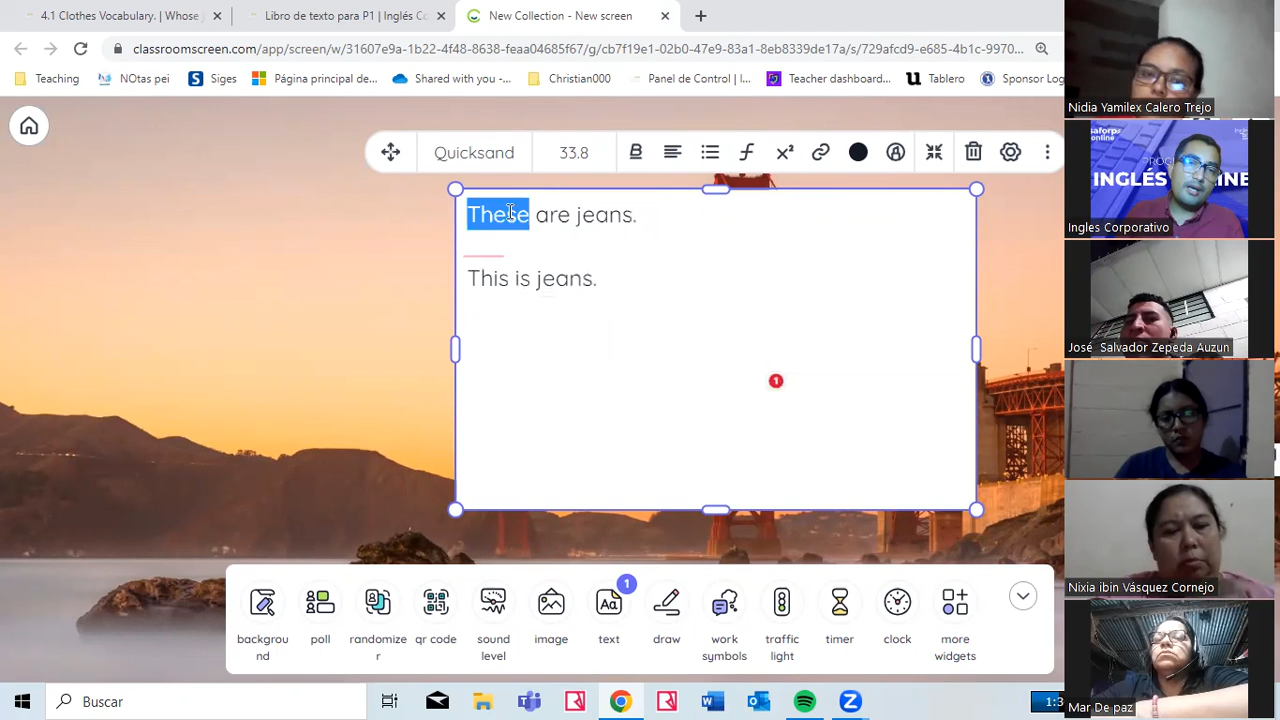 4.1 Clothes Vocabulary. | Whose j
Libro de texto para P1 | Inglés Co
New Collection - New screen
classroomscreen.com/app/screen/w/31607e9a-1b22-4f48-8638-feaa04685f67/g/cb7f19e1-02b0-47e9-83a1-8eb8339de17a/s/729afcd9-e685-4b1c-9970...
Teaching
NOtas pei
Siges
Página principal de...
Shared with you -...
Christian000
Panel de Control | I...
Teacher dashboard...
Tablero
Sponsor Log
Quicksand
33.8
These are jeans.
This is jeans.
1
1
backgrou
nd
poll
randomize
r
qr code
sound
level
image
text
draw
work
symbols
traffic
light
timer
clock
more
widgets
Buscar
1:3
Nidia Yamilex Calero Trejo
INGLÉS
Ingles Corporativo
José Salvador Zepeda Auzun
Nixia ibin Vásquez Cornejo
Mar De paz